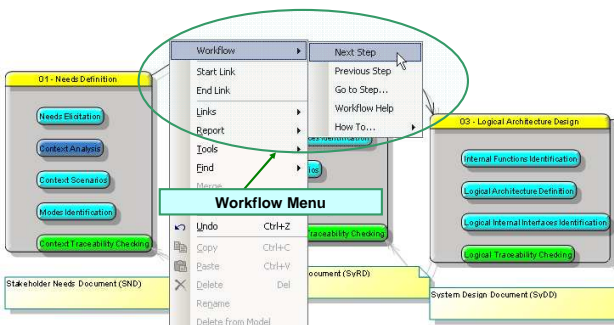 Workflow
Start Link
End Link
Links
Report
Tools
Find
Merge
Undo Ctrl+Z
Copy Ctrl+C
Paste Ctrl+V
Delete Del
Rename
Delete from Model
Next Step
Previous Step
Go to Step...
Workflow Help
How To...
Workflow Menu
01 - Needs Definition
Needs Elicitation
Context Analysis
Context Scenarios
Modes Identification
Context Traceability Checking
Stakeholder Needs Document (SND)
Identification
ios
Traceability Checking
ocument (SyRD)
03 - Logical Architecture Design
Internal Functions Identification
Logical Architecture Definition
Logical Internal Interfaces Identification
Logical Traceability Checking
System Design Document (SyDD)